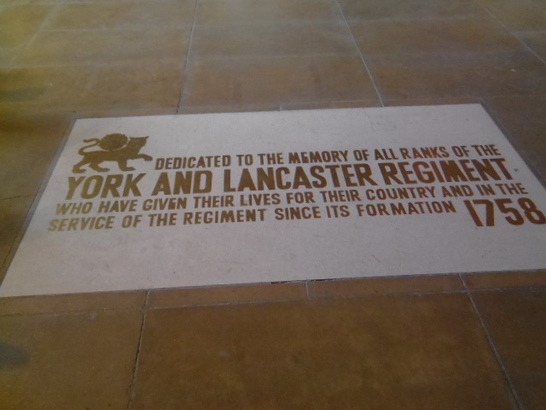 DEDICATED TO THE MEMORY OF ALL RANKS OF THE
YORK AND LANCASTER REGIMENT
WHO HAVE GIVEN THEIR LIVES FOR THEIR COUNTRY AND IN THE
SERVICE OF THE REGIMENT SINCE ITS FORMATION 1758